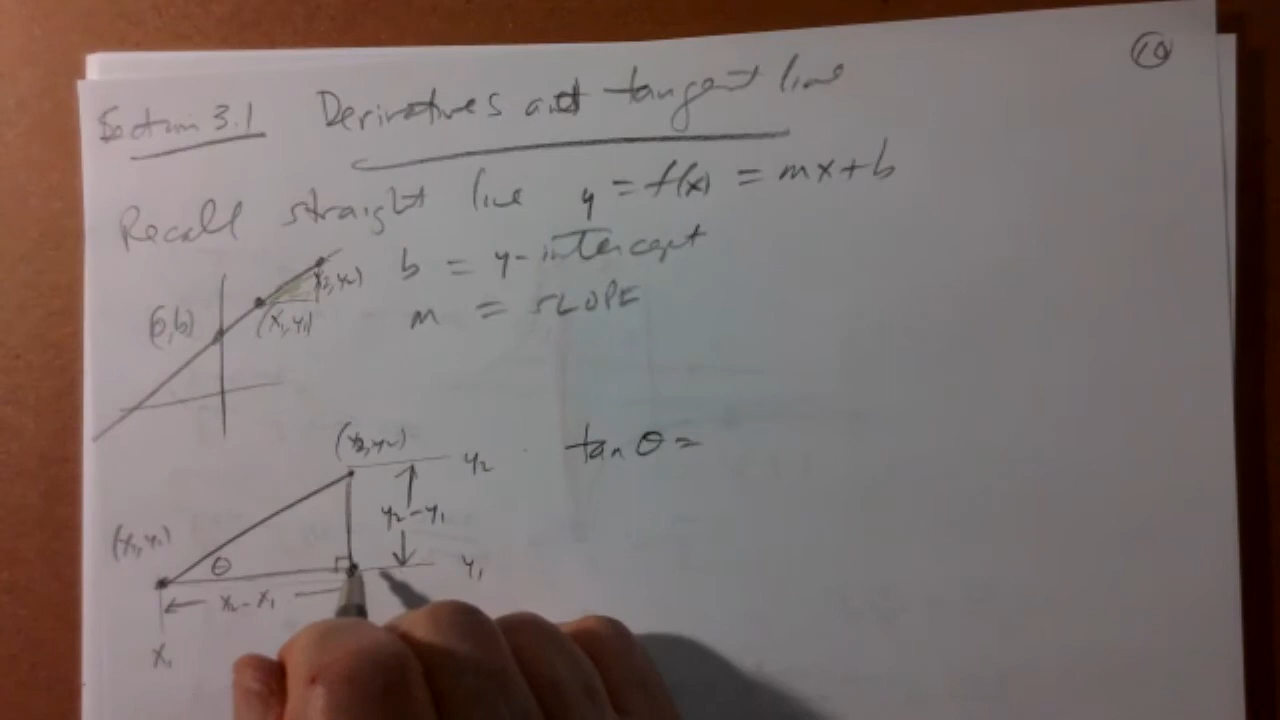 10
Section 3.1 Derivatives and tangent line
Recall straight line y = f(x) = mx+b
b = y-intercept
m = SLOPE
(0,b)
(x2,y2)
(x1,y1)
(x2,y2)
y2
tan θ =
y2-y1
(x1,y1)
θ
y1
x2-x1
x1